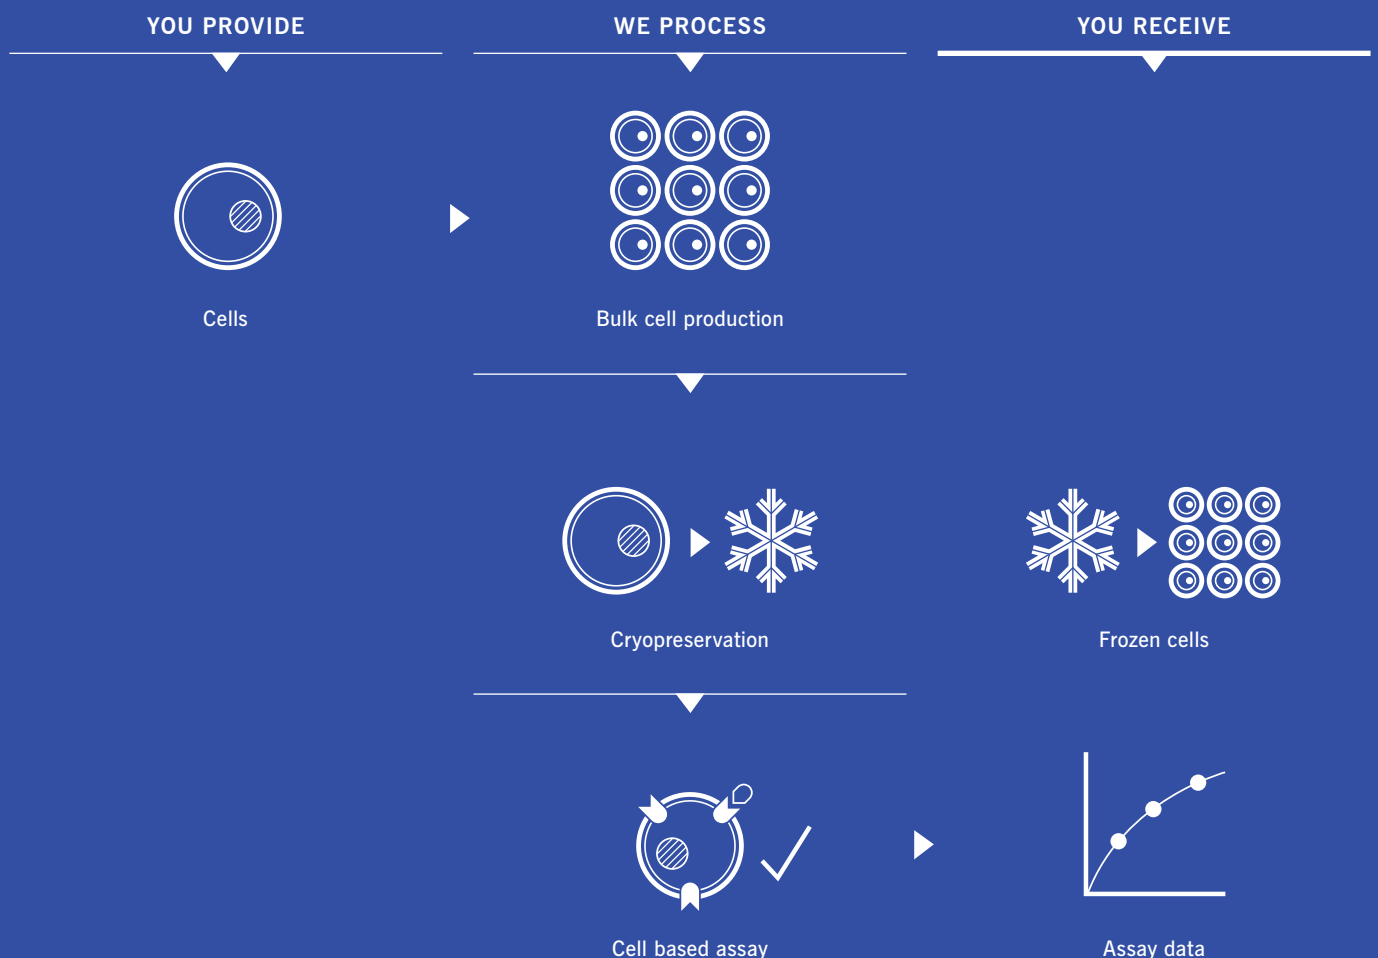 YOU PROVIDE
WE PROCESS
YOU RECEIVE
Cells
Bulk cell production
Cryopreservation
Frozen cells
Cell based assay
Assay data